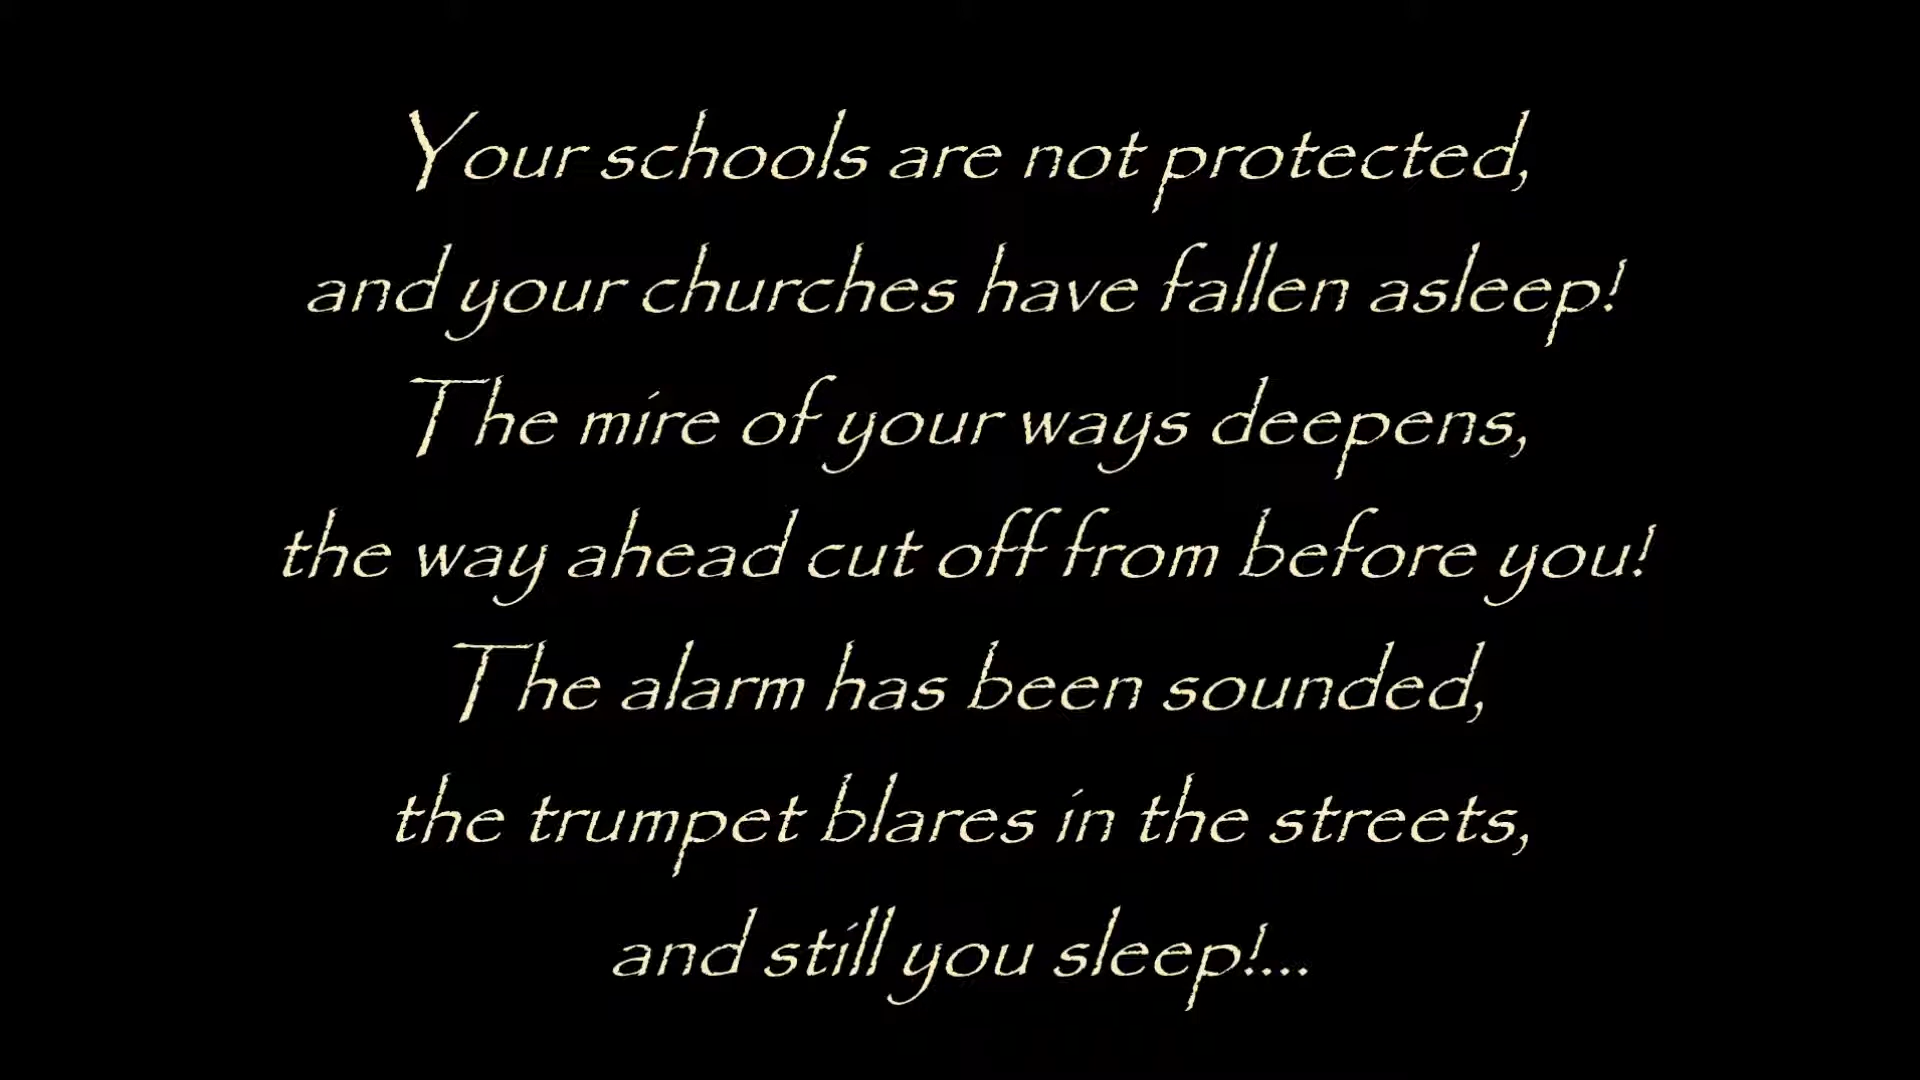 Your schools are not protected,
and your churches have fallen asleep!
The mire of your ways deepens,
the way ahead cut off from before you!
The alarm has been sounded,
the trumpet blares in the streets,
and still you sleep!...